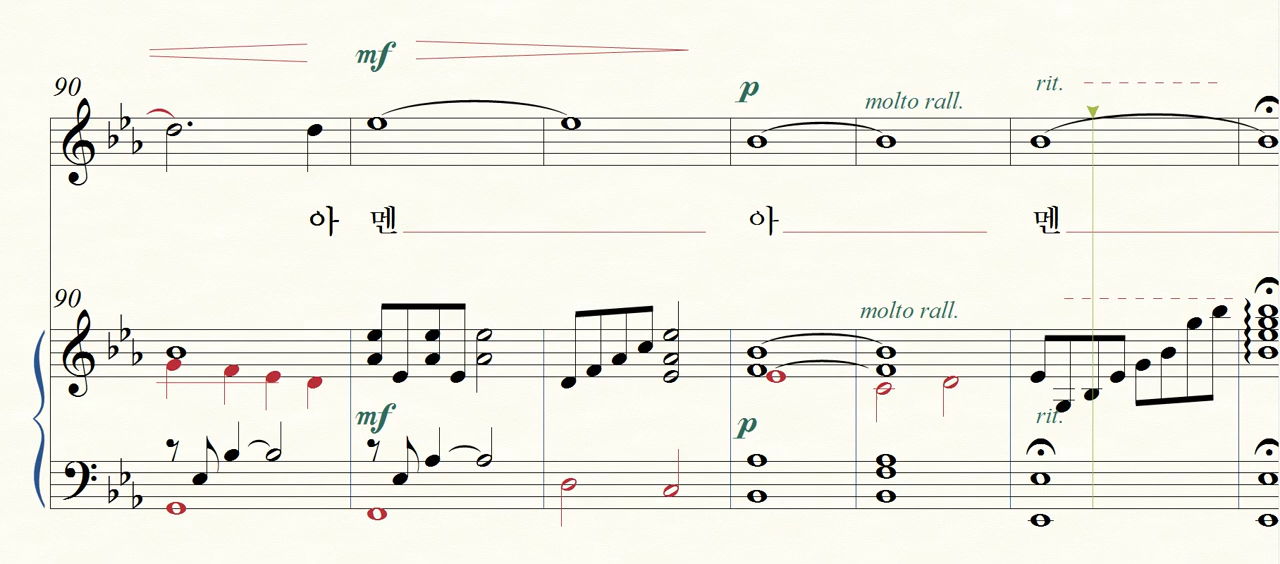 mf
90
p
molto rall.
rit.
아 멘 아 멘
90
molto rall.
mf
p
rit.